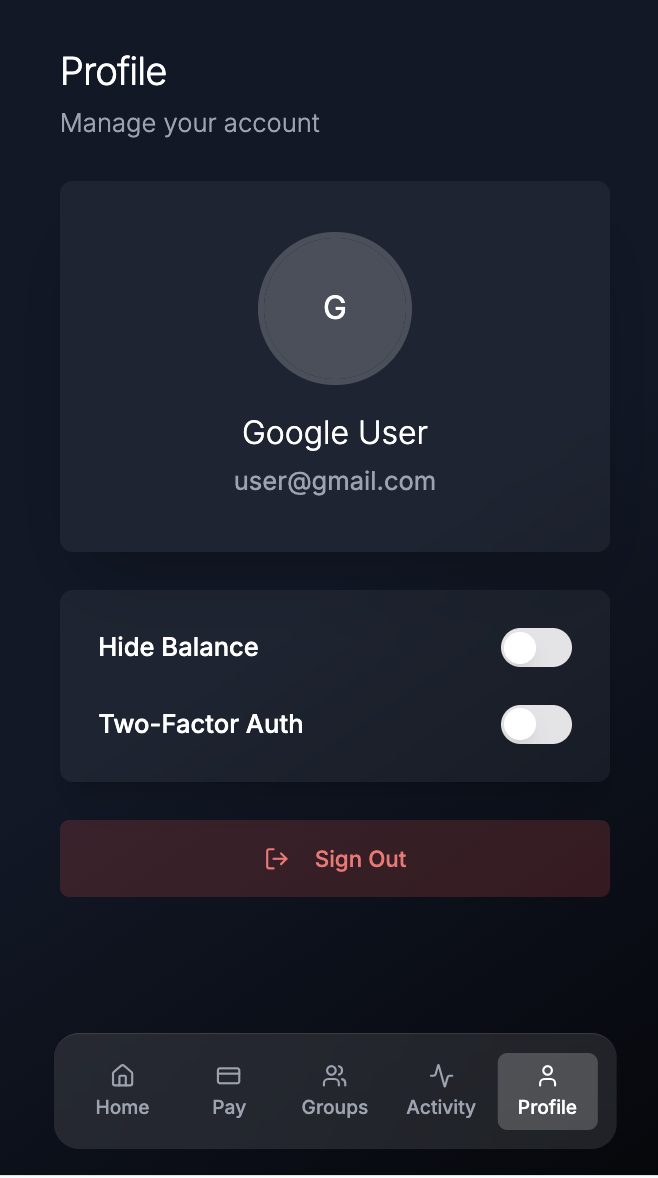 Profile
Manage your account
G
Google User
user@gmail.com
Hide Balance
Two-Factor Auth
Sign Out
Home
Pay
Groups
Activity
Profile